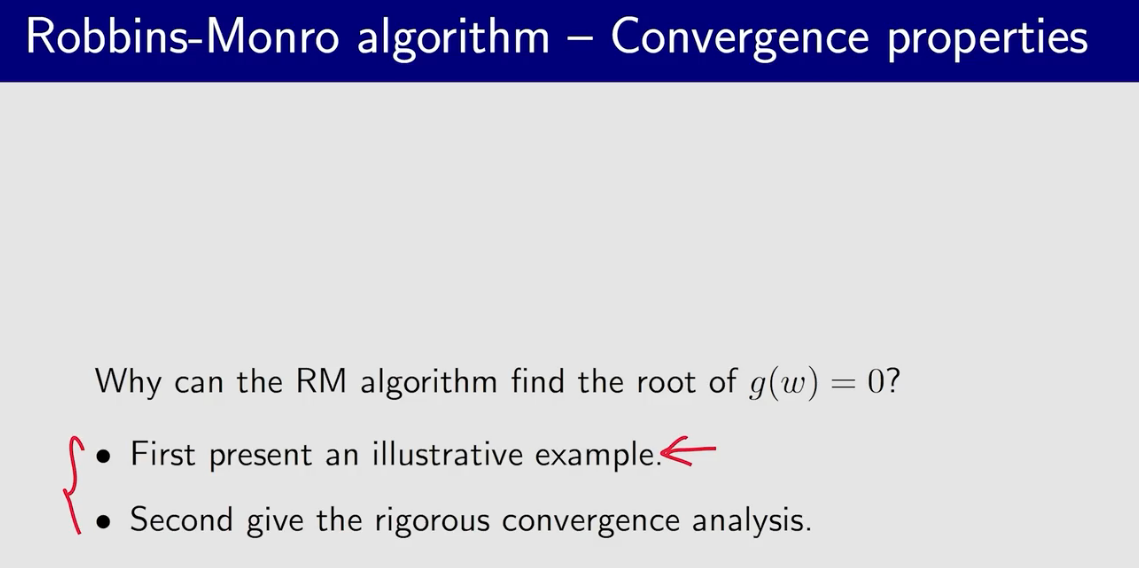 Robbins-Monro algorithm – Convergence properties
Why can the RM algorithm find the root of g(w) = 0?
• First present an illustrative example.
• Second give the rigorous convergence analysis.